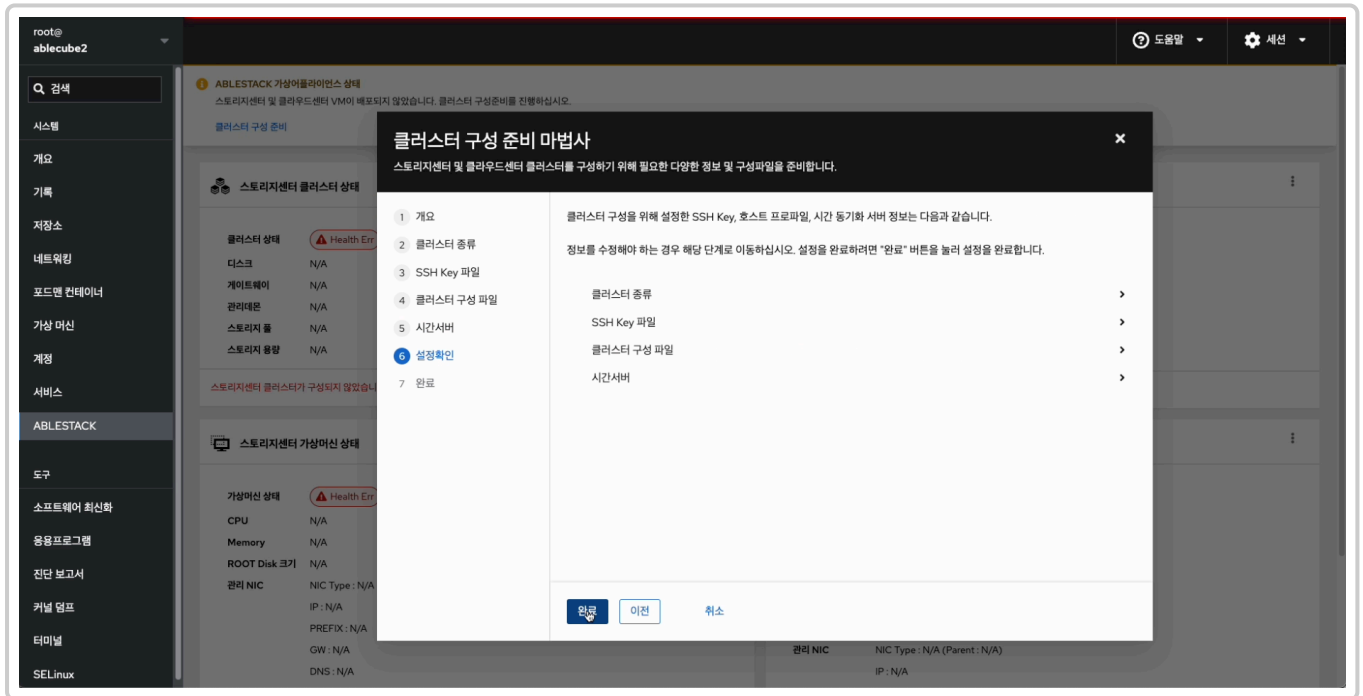 root@
ablecube2
도움말
세션
검색
시스템
개요
기록
저장소
네트워킹
포드맨 컨테이너
가상 머신
계정
서비스
ABLESTACK
도구
소프트웨어 최신화
응용프로그램
진단 보고서
커널 덤프
터미널
SELinux
ABLESTACK 가상어플라이언스 상태
스토리지센터 및 클라우드센터 VM이 배포되지 않았습니다. 클러스터 구성준비를 진행하십시오.
클러스터 구성 준비
스토리지센터 클러스터 상태
클러스터 상태
Health Err
디스크
N/A
게이트웨이
N/A
관리데몬
N/A
스토리지 풀
N/A
스토리지 용량
N/A
스토리지센터 클러스터가 구성되지 않았습니
스토리지센터 가상머신 상태
가상머신 상태
Health Err
CPU
N/A
Memory
N/A
ROOT Disk 크기
N/A
관리 NIC
NIC Type : N/A
IP : N/A
PREFIX : N/A
GW : N/A
DNS : N/A
관리 NIC
NIC Type : N/A (Parent : N/A)
IP : N/A
클러스터 구성 준비 마법사
스토리지센터 및 클라우드센터 클러스터를 구성하기 위해 필요한 다양한 정보 및 구성파일을 준비합니다.
1 개요
2 클러스터 종류
3 SSH Key 파일
4 클러스터 구성 파일
5 시간서버
6 설정확인
7 완료
클러스터 구성을 위해 설정한 SSH Key, 호스트 프로파일, 시간 동기화 서버 정보는 다음과 같습니다.
정보를 수정해야 하는 경우 해당 단계로 이동하십시오. 설정을 완료하려면 "완료" 버튼을 눌러 설정을 완료합니다.
클러스터 종류
SSH Key 파일
클러스터 구성 파일
시간서버
완료
이전
취소